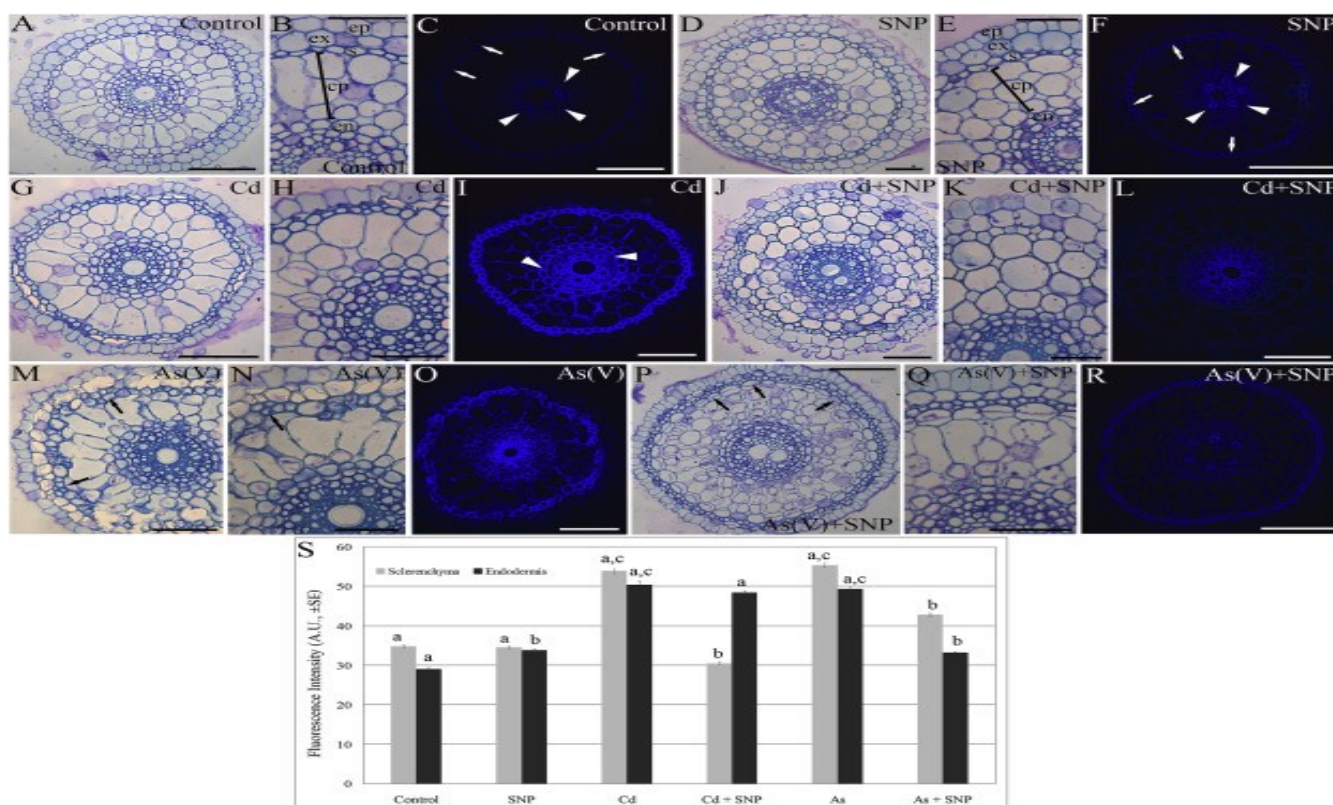 A Control B ep ex s cp en Control C Control D SNP E ep ex s cp en SNP F SNP
G Cd H Cd I Cd J Cd+SNP K Cd+SNP L Cd+SNP
M As(V) N As(V) O As(V) P As(V)+SNP Q As(V)+SNP R As(V)+SNP
S
Fluorescence Intensity (A.U., ±SE)
60
50
40
30
20
10
0
Sclerenchyma Endodermis
a a
a b
a,c a,c
b a
a,c a,c
b b
Control SNP Cd Cd + SNP As As + SNP